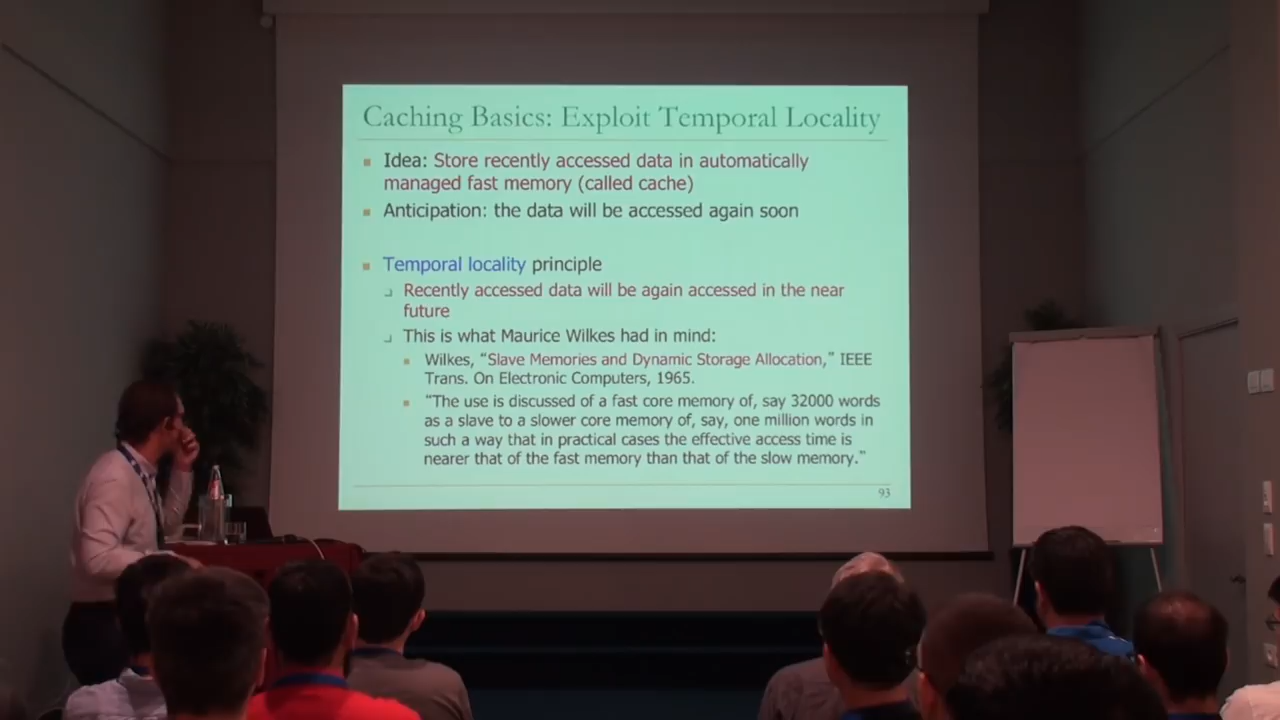 Caching Basics: Exploit Temporal Locality
Idea: Store recently accessed data in automatically
managed fast memory (called cache)
Anticipation: the data will be accessed again soon
Temporal locality principle
Recently accessed data will be again accessed in the near
future
This is what Maurice Wilkes had in mind:
Wilkes, “Slave Memories and Dynamic Storage Allocation,” IEEE
Trans. On Electronic Computers, 1965.
“The use is discussed of a fast core memory of, say 32000 words
as a slave to a slower core memory of, say, one million words in
such a way that in practical cases the effective access time is
nearer that of the fast memory than that of the slow memory.”
93